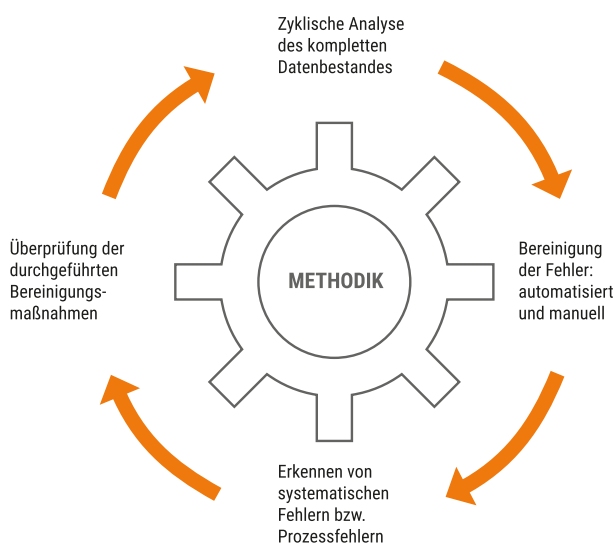 Zyklische Analyse
des kompletten
Datenbestandes
Bereinigung
der Fehler:
automatisiert
und manuell
Erkennen von
systematischen
Fehlern bzw.
Prozessfehlern
Überprüfung der
durchgeführten
Bereinigungs-
maßnahmen
METHODIK